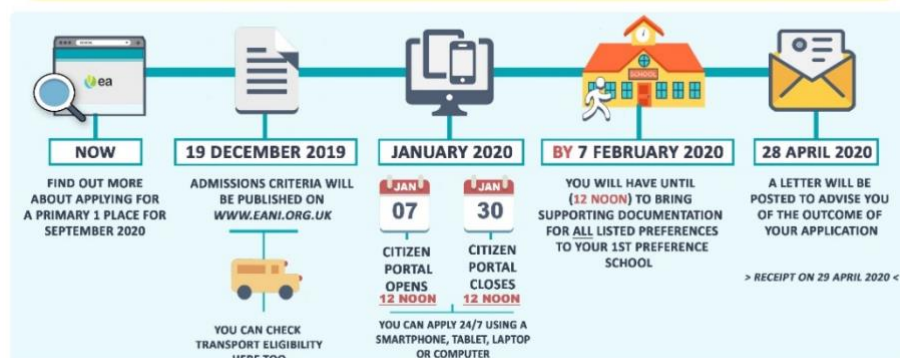 ea
NOW
FIND OUT MORE
ABOUT APPLYING FOR
A PRIMARY 1 PLACE FOR
SEPTEMBER 2020
19 DECEMBER 2019
ADMISSIONS CRITERIA WILL
BE PUBLISHED ON
WWW.EANI.ORG.UK
YOU CAN CHECK
TRANSPORT ELIGIBILITY
HERE TOO
JANUARY 2020
JAN
07
CITIZEN
PORTAL
OPENS
12 NOON
JAN
30
CITIZEN
PORTAL
CLOSES
12 NOON
YOU CAN APPLY 24/7 USING A
SMARTPHONE, TABLET, LAPTOP
OR COMPUTER
SCHOOL
BY 7 FEBRUARY 2020
YOU WILL HAVE UNTIL
(12 NOON) TO BRING
SUPPORTING DOCUMENTATION
FOR ALL LISTED PREFERENCES
TO YOUR 1ST PREFERENCE
SCHOOL
28 APRIL 2020
A LETTER WILL BE
POSTED TO ADVISE YOU
OF THE OUTCOME OF
YOUR APPLICATION
> RECEIPT ON 29 APRIL 2020 <